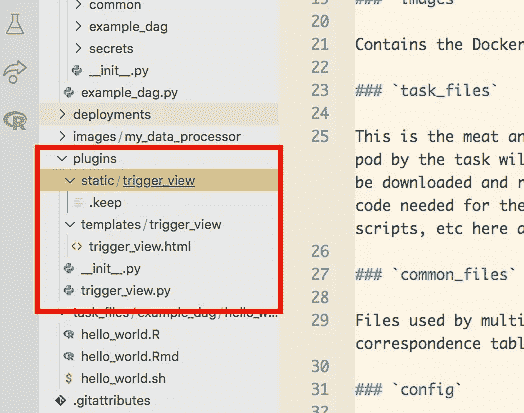 common
example_dag
secrets
__init__.py
example_dag.py
deployments
images/my_data_processor
plugins
static/trigger_view
.keep
templates/trigger_view
<> trigger_view.html
__init__.py
trigger_view.py
task_files/example_dag/hello_w...
hello_world.R
hello_world.Rmd
$ hello_world.sh
.gitattributes
20
21 Contains the Docker
22
23 ### `task_files`
24
25 This is the meat an
pod by the task wil
be downloaded and r
code needed for the
scripts, etc here a
26
27 ### `common_files`
28
29 Files used by multi
correspondence tabl
30
31 ### `config`